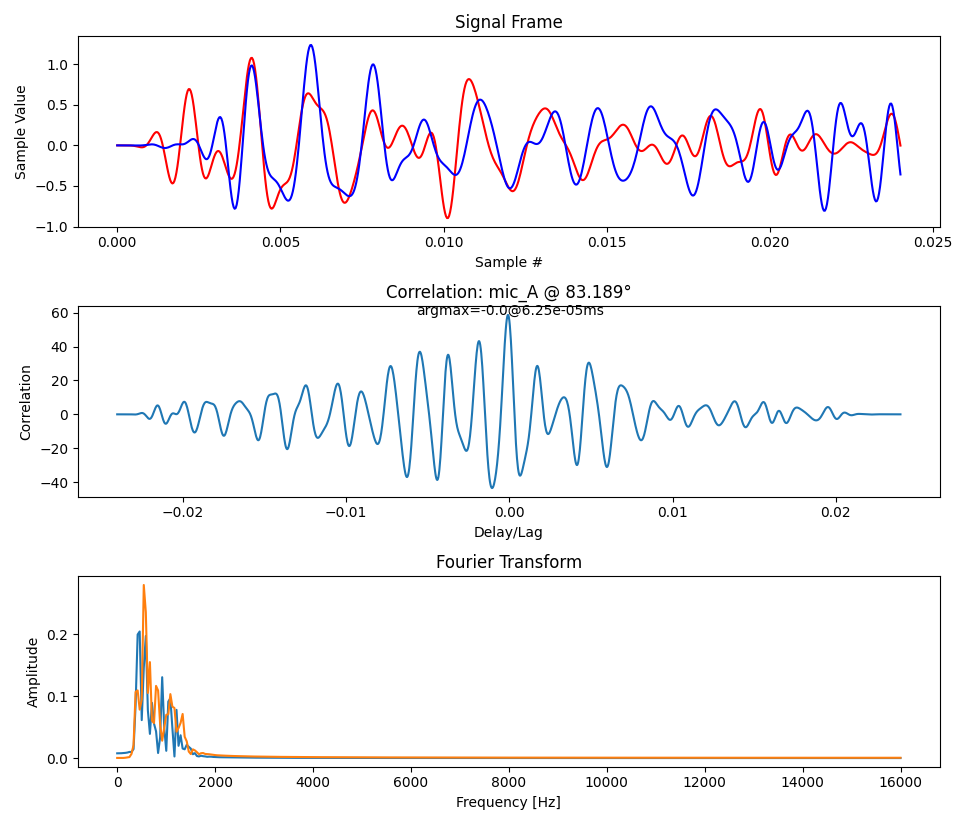 Signal Frame
Sample Value
1.0
0.5
0.0
−0.5
−1.0
0.000 0.005 0.010 0.015 0.020 0.025
Sample #
Correlation: mic_A @ 83.189°
argmax=-0.0@6.25e-05ms
Correlation
60
40
20
0
−20
−40
−0.02 −0.01 0.00 0.01 0.02
Delay/Lag
Fourier Transform
Amplitude
0.2
0.1
0.0
0 2000 4000 6000 8000 10000 12000 14000 16000
Frequency [Hz]